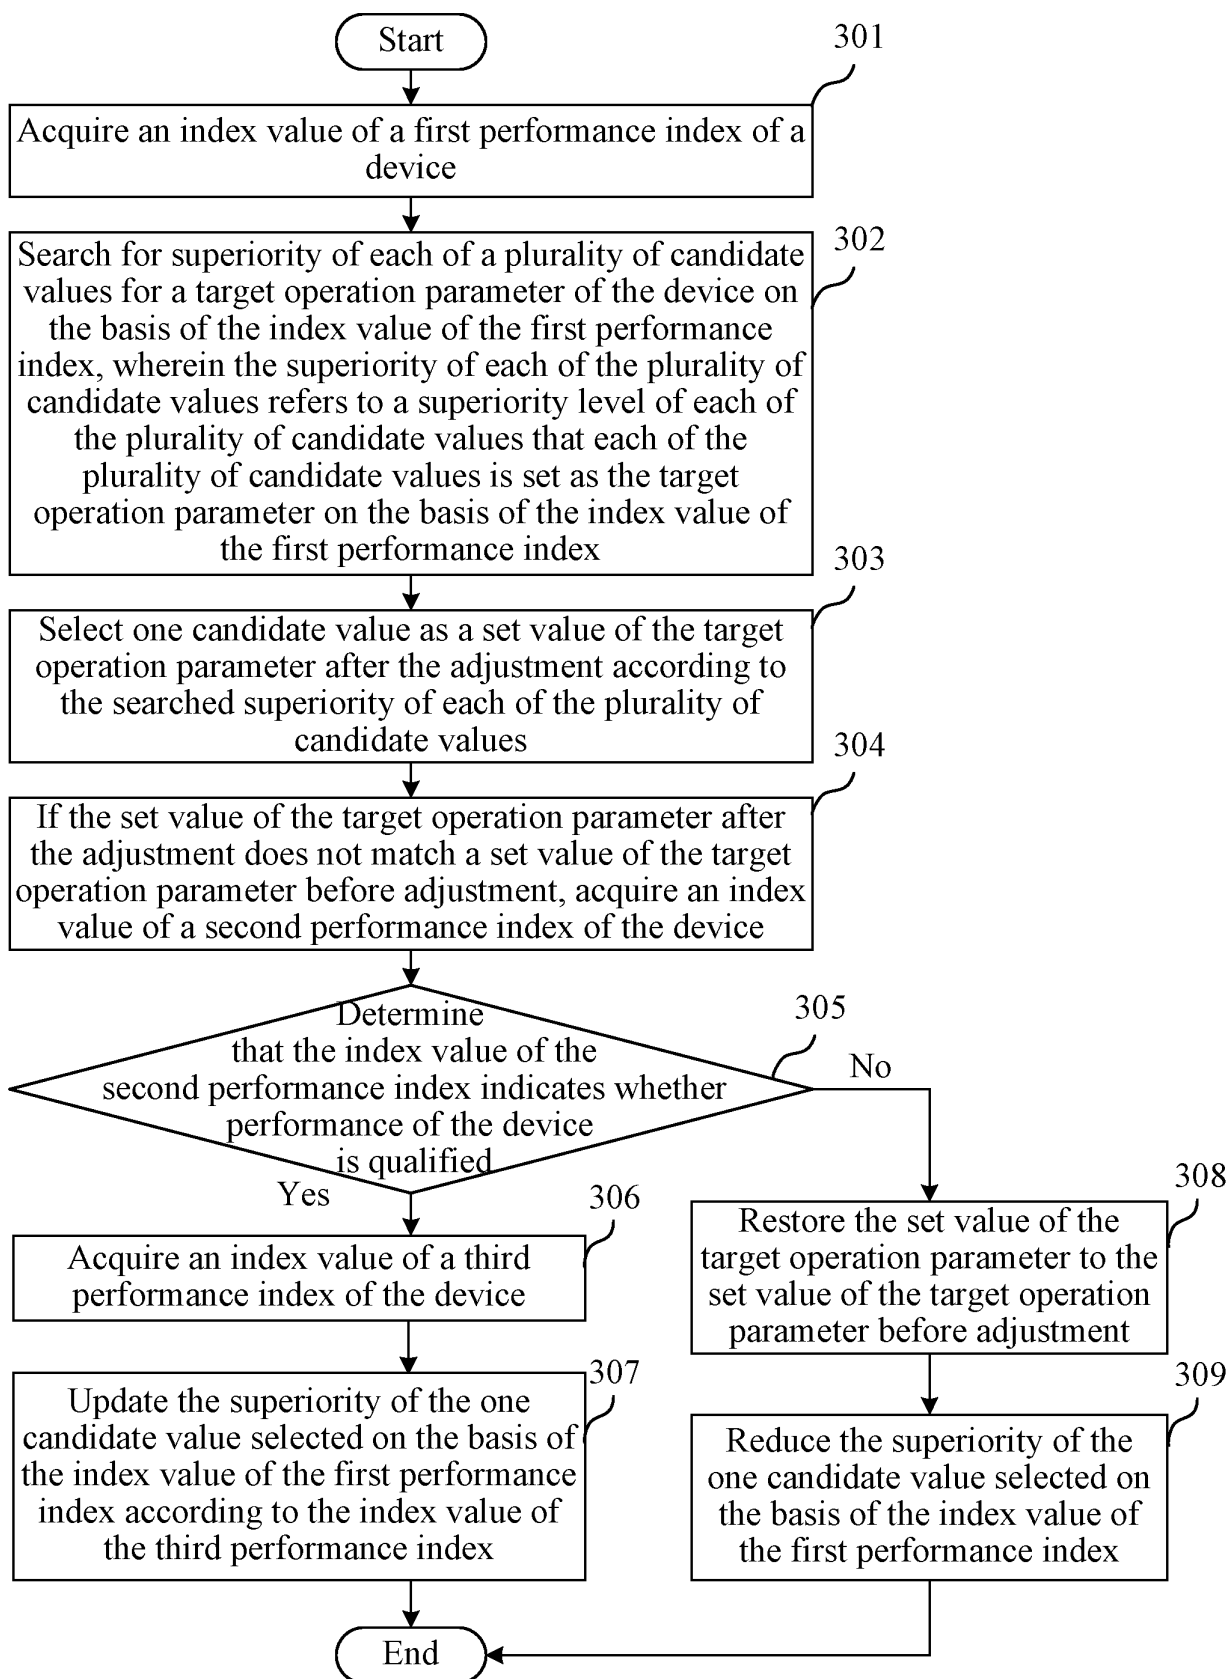 Start
301
Acquire an index value of a first performance index of a
device
302
Search for superiority of each of a plurality of candidate
values for a target operation parameter of the device on
the basis of the index value of the first performance
index, wherein the superiority of each of the plurality of
candidate values refers to a superiority level of each of
the plurality of candidate values that each of the
plurality of candidate values is set as the target
operation parameter on the basis of the index value of
the first performance index
303
Select one candidate value as a set value of the target
operation parameter after the adjustment according to
the searched superiority of each of the plurality of
candidate values
304
If the set value of the target operation parameter after
the adjustment does not match a set value of the target
operation parameter before adjustment, acquire an index
value of a second performance index of the device
305
Determine
that the index value of the
second performance index indicates whether
performance of the device
is qualified
No
Yes
306
Acquire an index value of a third
performance index of the device
307
Update the superiority of the one
candidate value selected on the basis of
the index value of the first performance
index according to the index value of
the third performance index
308
Restore the set value of the
target operation parameter to the
set value of the target operation
parameter before adjustment
309
Reduce the superiority of the
one candidate value selected on
the basis of the index value of
the first performance index
End